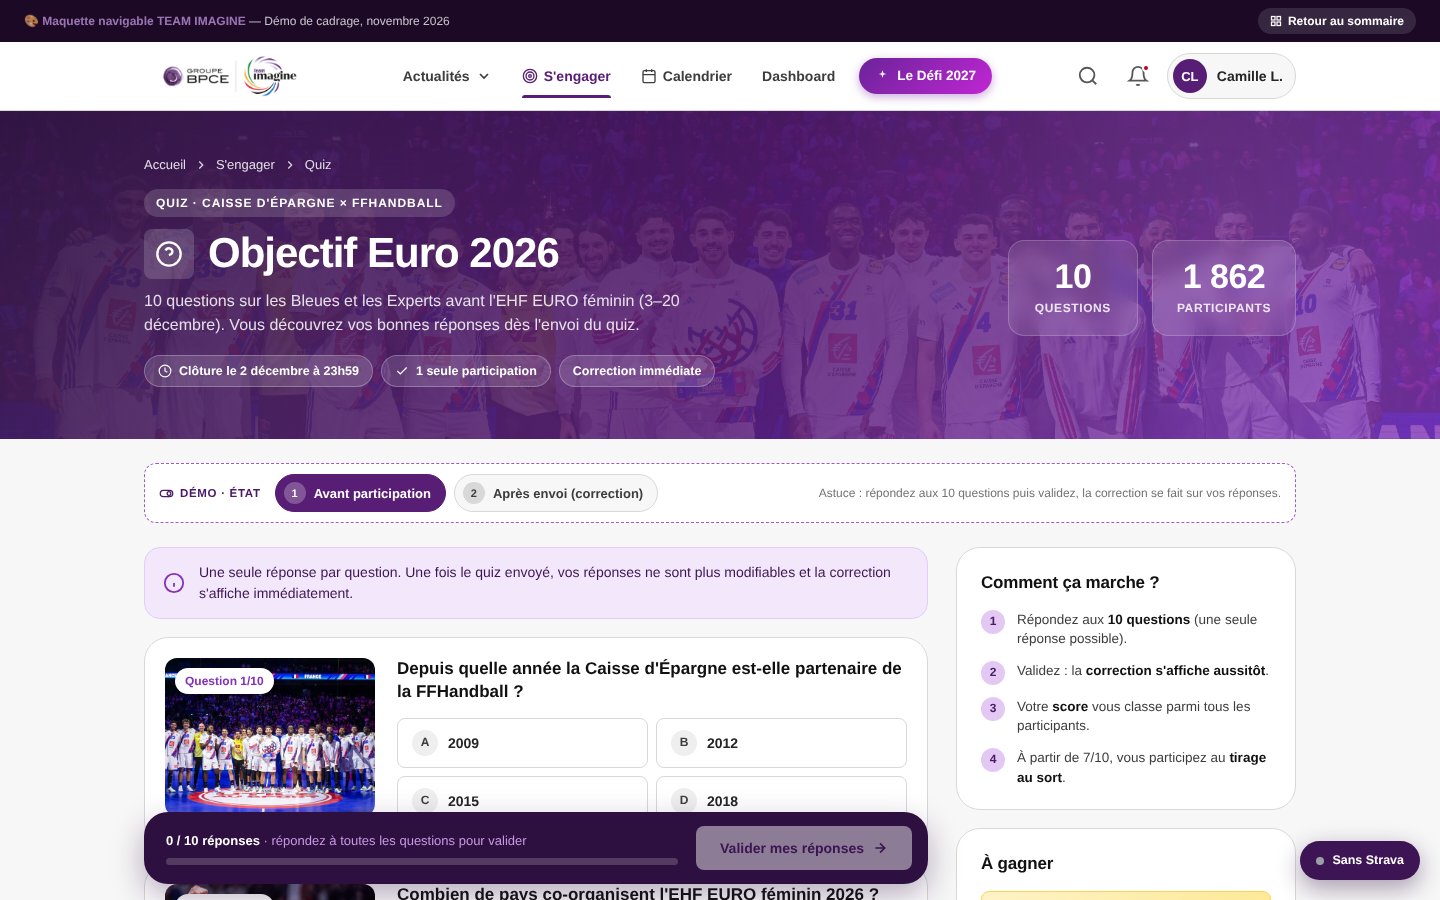 🎨 Maquette navigable TEAM IMAGINE — Démo de cadrage, novembre 2026
Retour au sommaire
GROUPE
BPCE
team
imagine
Actualités
S'engager
Calendrier
Dashboard
Le Défi 2027
CL
Camille L.
Accueil > S'engager > Quiz
QUIZ · CAISSE D'ÉPARGNE × FFHANDBALL
Objectif Euro 2026
10 questions sur les Bleues et les Experts avant l'EHF EURO féminin (3–20
décembre). Vous découvrez vos bonnes réponses dès l'envoi du quiz.
10
QUESTIONS
1 862
PARTICIPANTS
Clôture le 2 décembre à 23h59
1 seule participation
Correction immédiate
DÉMO · ÉTAT
1 Avant participation
2 Après envoi (correction)
Astuce : répondez aux 10 questions puis validez, la correction se fait sur vos réponses.
Une seule réponse par question. Une fois le quiz envoyé, vos réponses ne sont plus modifiables et la correction
s'affiche immédiatement.
Question 1/10
FRANCE
Depuis quelle année la Caisse d'Épargne est-elle partenaire de
la FFHandball ?
A 2009
B 2012
C 2015
D 2018
0 / 10 réponses · répondez à toutes les questions pour valider
Valider mes réponses
Combien de pays co-organisent l'EHF EURO féminin 2026 ?
Comment ça marche ?
1 Répondez aux 10 questions (une seule
réponse possible).
2 Validez : la correction s'affiche aussitôt.
3 Votre score vous classe parmi tous les
participants.
4 À partir de 7/10, vous participez au tirage
au sort.
À gagner
Sans Strava